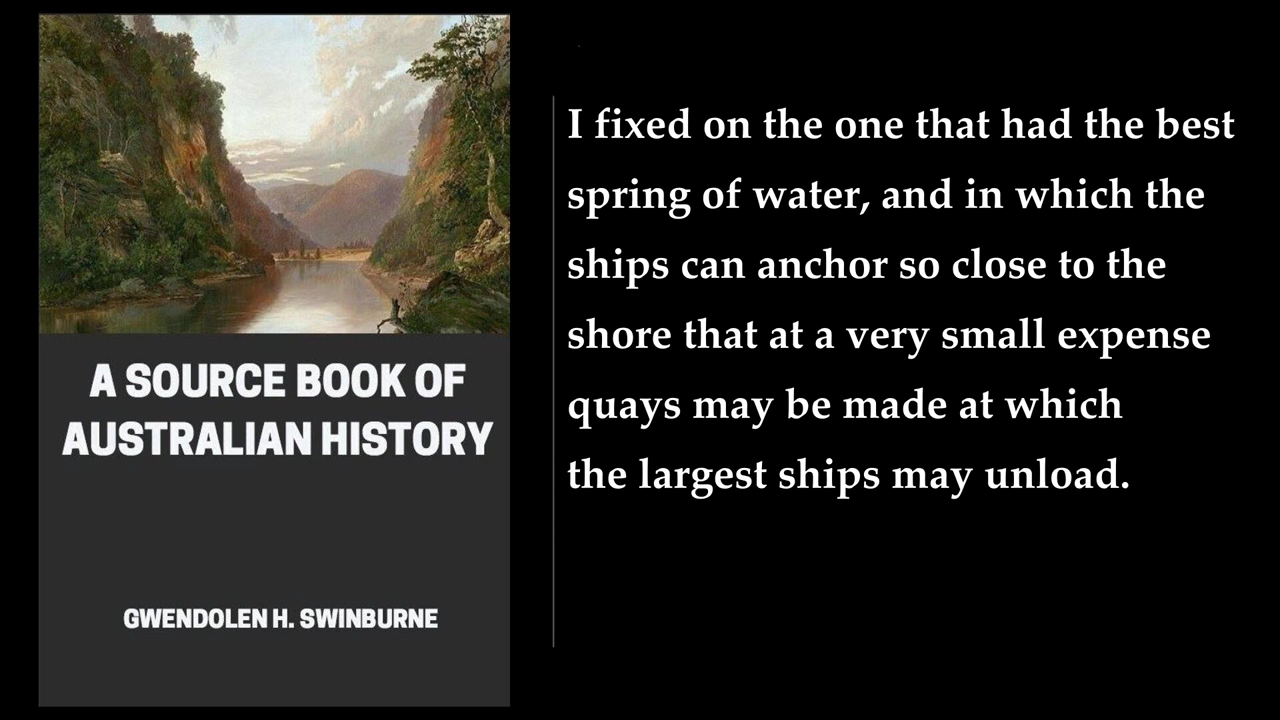 A SOURCE BOOK OF
AUSTRALIAN HISTORY
GWENDOLEN H. SWINBURNE
I fixed on the one that had the best
spring of water, and in which the
ships can anchor so close to the
shore that at a very small expense
quays may be made at which
the largest ships may unload.